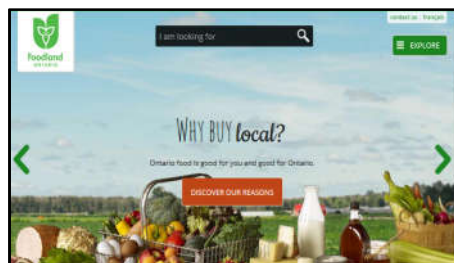 foodland
ONTARIO
I am looking for
contact us
français
EXPLORE
WHY BUY local?
Ontario food is good for you and good for Ontario.
DISCOVER OUR REASONS